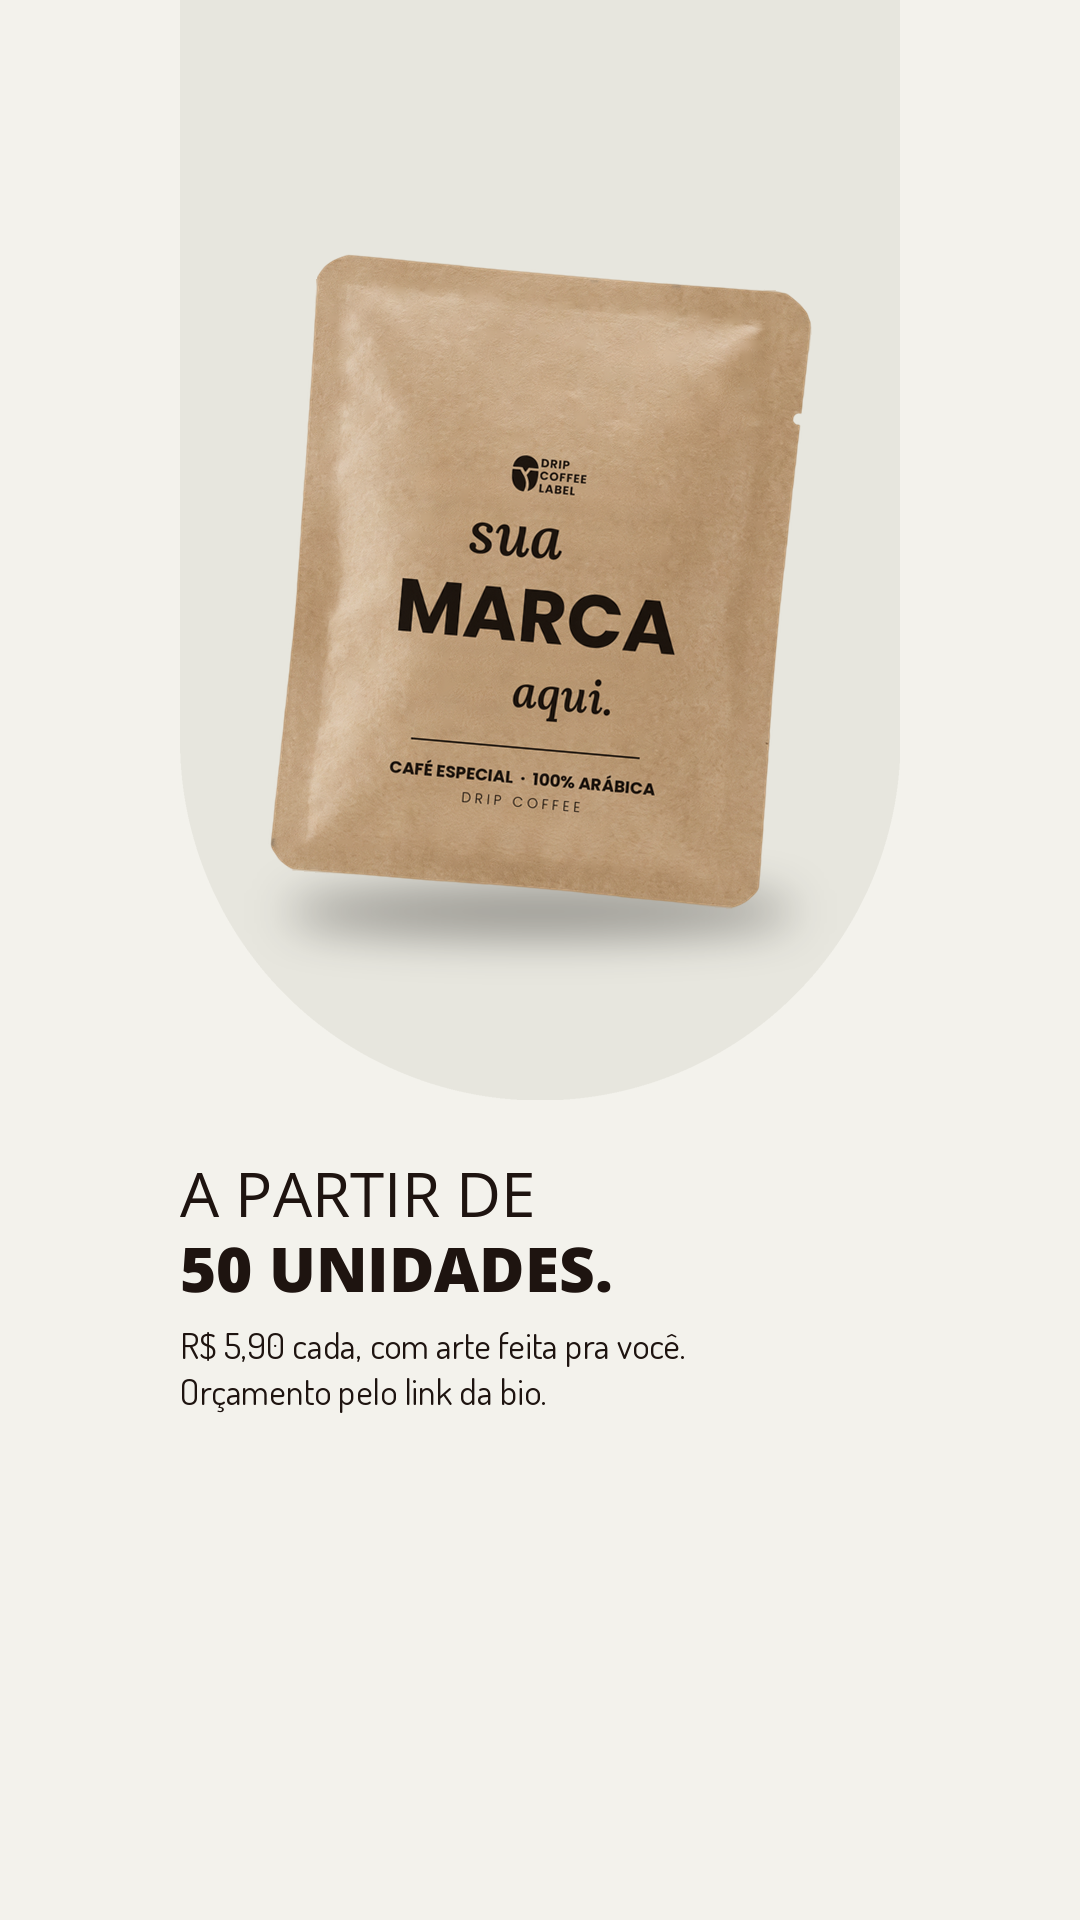 DRIP
COFFEE
LABEL
sua
MARCA
aqui.
CAFÉ ESPECIAL · 100% ARÁBICA
DRIP COFFEE
A PARTIR DE
50 UNIDADES.
R$ 5,90 cada, com arte feita pra você.
Orçamento pelo link da bio.